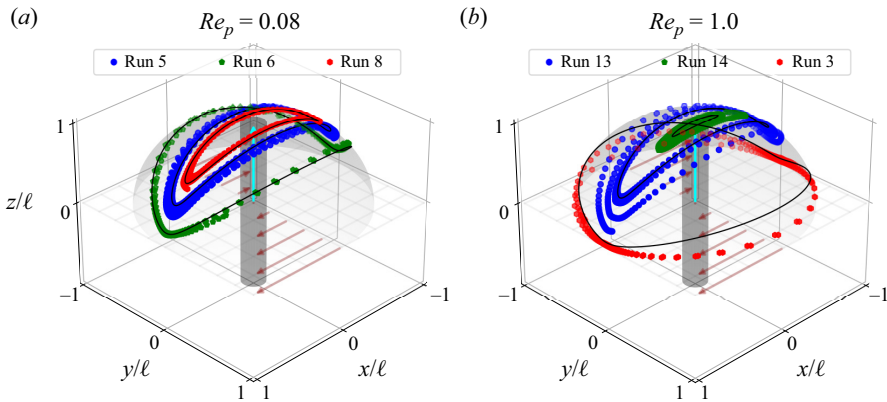 (a) Re_p = 0.08
Run 5 Run 6 Run 8
1
z/ℓ 0
−1 −1
0 0
y/ℓ x/ℓ
1 1
(b) Re_p = 1.0
Run 13 Run 14 Run 3
1
0
−1 −1
0 0
y/ℓ x/ℓ
1 1